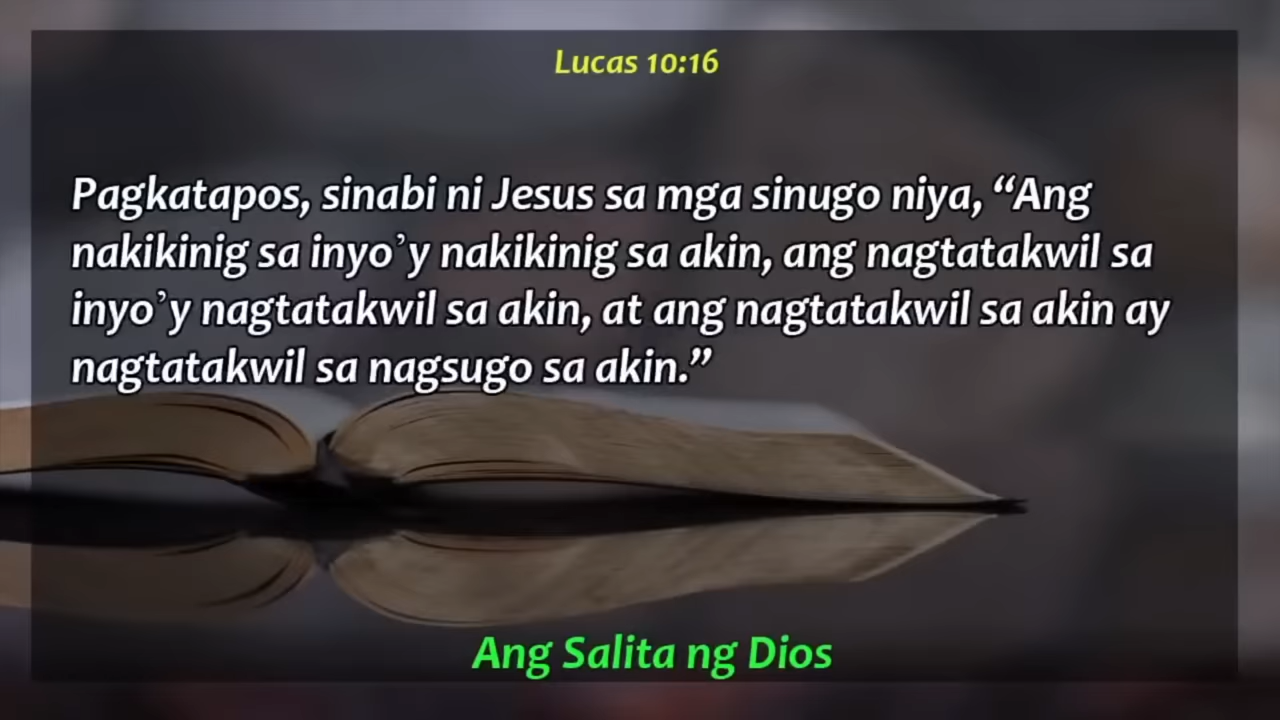 Lucas 10:16
Pagkatapos, sinabi ni Jesus sa mga sinugo niya, “Ang
nakikinig sa inyo’y nakikinig sa akin, ang nagtatakwil sa
inyo’y nagtatakwil sa akin, at ang nagtatakwil sa akin ay
nagtatakwil sa nagsugo sa akin.”
Ang Salita ng Dios